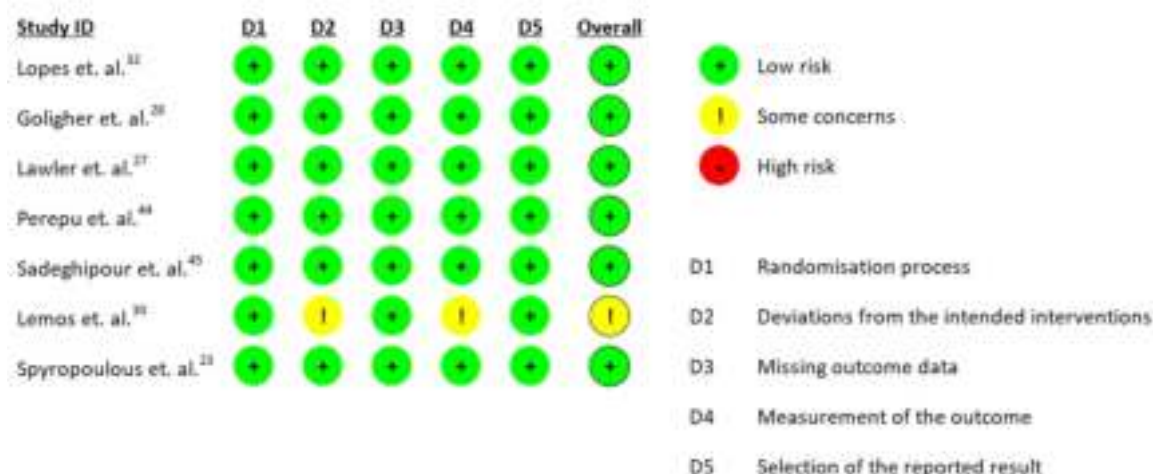 Study ID D1 D2 D3 D4 D5 Overall
Lopes et. al. + + + + + +
Goligher et. al. + + + + + +
Lawler et. al.27 + + + + + +
Perepu et. al.44 + + + + + +
Sadeghipour et. al.45 + + + + + +
Lemos et. al. + ! + ! + !
Spyropoulous et. al. + + + + + +
+ Low risk
! Some concerns
- High risk
D1 Randomisation process
D2 Deviations from the intended interventions
D3 Missing outcome data
D4 Measurement of the outcome
D5 Selection of the reported result